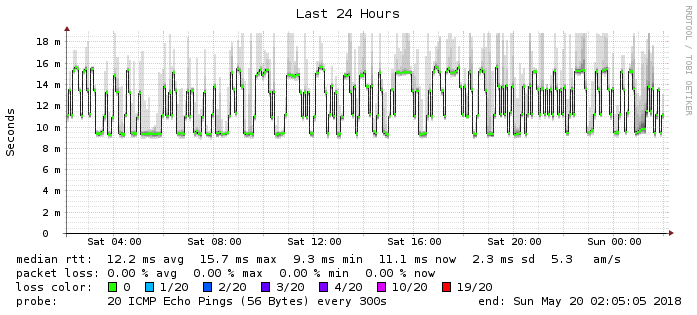 Last 24 Hours
RRDTOOL / TOBI OETIKER
Seconds
18 m
16 m
14 m
12 m
10 m
8 m
6 m
4 m
2 m
0
Sat 04:00 Sat 08:00 Sat 12:00 Sat 16:00 Sat 20:00 Sun 00:00
median rtt: 12.2 ms avg 15.7 ms max 9.3 ms min 11.1 ms now 2.3 ms sd 5.3 am/s
packet loss: 0.00 % avg 0.00 % max 0.00 % min 0.00 % now
loss color: 0 1/20 2/20 3/20 4/20 10/20 19/20
probe: 20 ICMP Echo Pings (56 Bytes) every 300s end: Sun May 20 02:05:05 2018